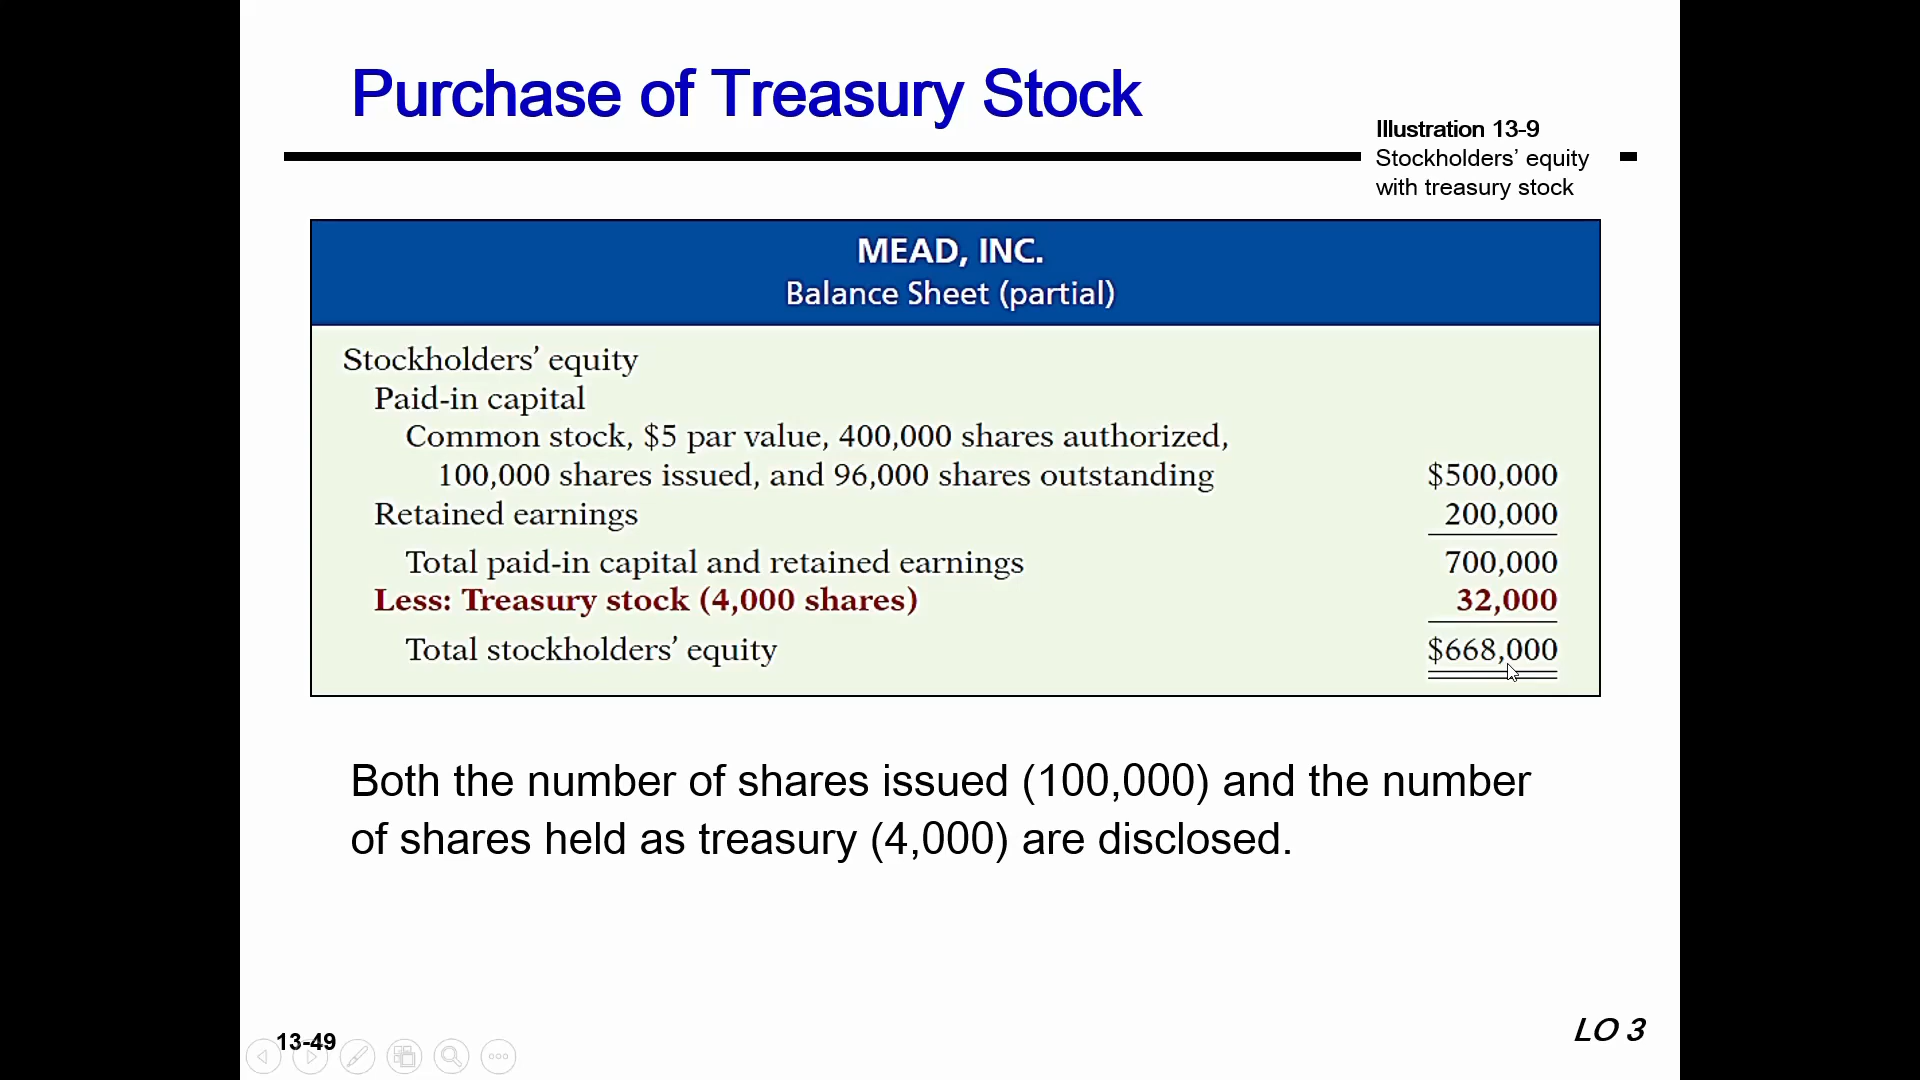 Purchase of Treasury Stock
Illustration 13-9
Stockholders’ equity
with treasury stock
MEAD, INC.
Balance Sheet (partial)
Stockholders’ equity
Paid-in capital
Common stock, $5 par value, 400,000 shares authorized,
100,000 shares issued, and 96,000 shares outstanding $500,000
Retained earnings 200,000
Total paid-in capital and retained earnings 700,000
Less: Treasury stock (4,000 shares) 32,000
Total stockholders’ equity $668,000
Both the number of shares issued (100,000) and the number
of shares held as treasury (4,000) are disclosed.
13-49
LO 3